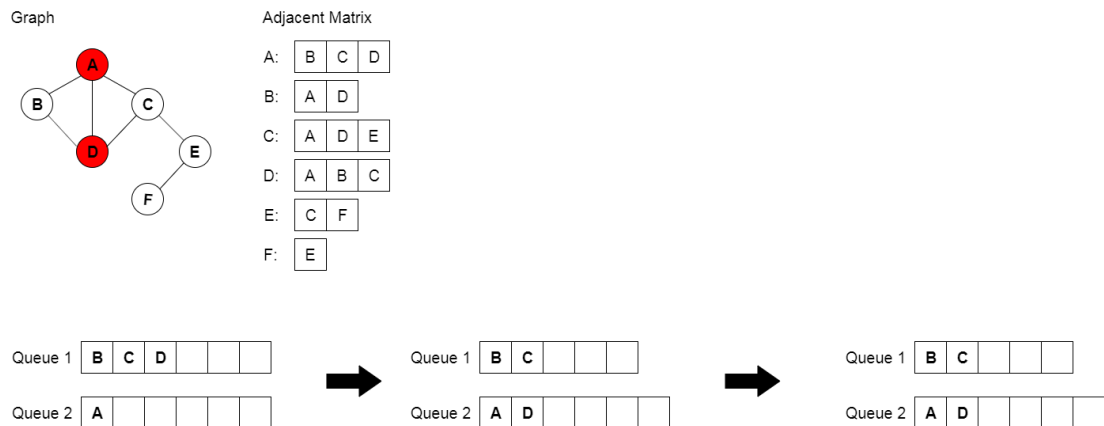 Graph
Adjacent Matrix
A
B
C
D
E
F
A: B C D
B: A D
C: A D E
D: A B C
E: C F
F: E
Queue 1 B C D
Queue 2 A
Queue 1 B C
Queue 2 A D
Queue 1 B C
Queue 2 A D